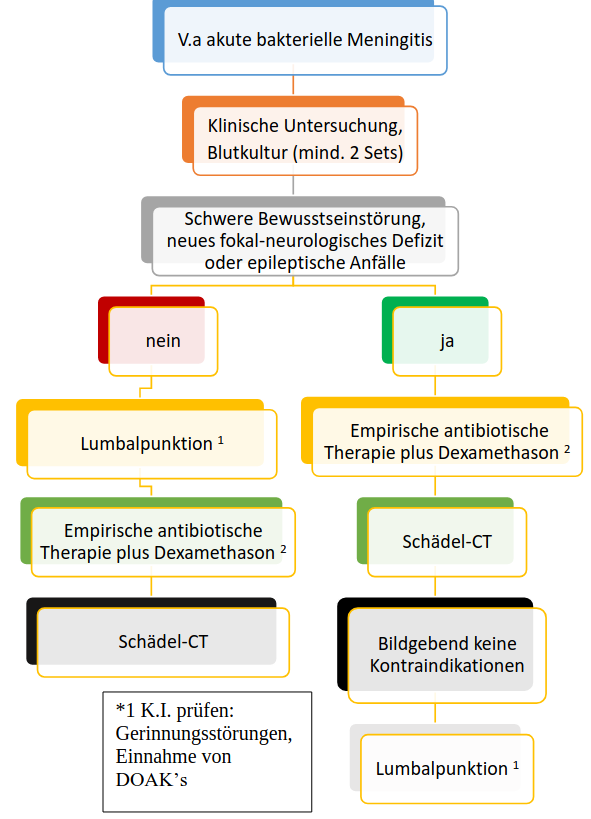 V.a akute bakterielle Meningitis
Klinische Untersuchung,
Blutkultur (mind. 2 Sets)
Schwere Bewusstseinstörung,
neues fokal-neurologisches Defizit
oder epileptische Anfälle
nein
ja
Lumbalpunktion ¹
Empirische antibiotische
Therapie plus Dexamethason ²
Empirische antibiotische
Therapie plus Dexamethason ²
Schädel-CT
Schädel-CT
Bildgebend keine
Kontraindikationen
*1 K.I. prüfen:
Gerinnungsstörungen,
Einnahme von
DOAK's
Lumbalpunktion ¹